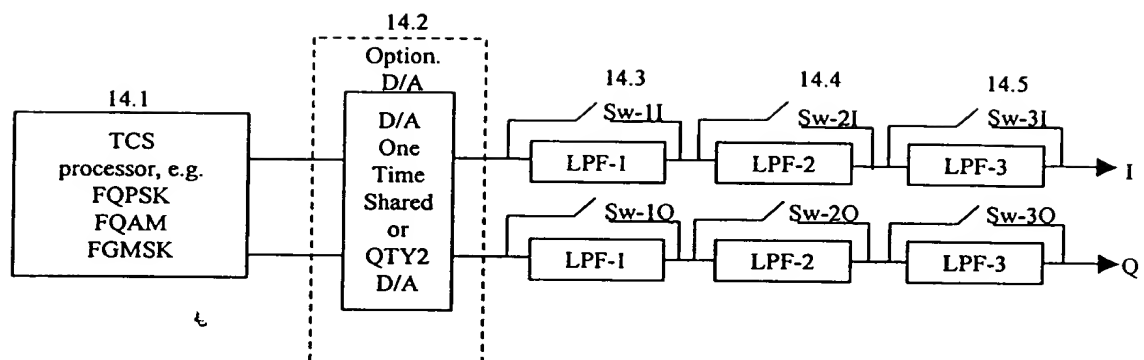 14.2
Option.
D/A
14.1
TCS
processor, e.g.
FQPSK
FQAM
FGMSK
D/A
One
Time
Shared
or
QTY2
D/A
14.3
14.4
14.5
Sw-1I
Sw-2I
Sw-3I
LPF-1
LPF-2
LPF-3
I
Sw-1Q
Sw-2Q
Sw-3Q
LPF-1
LPF-2
LPF-3
Q